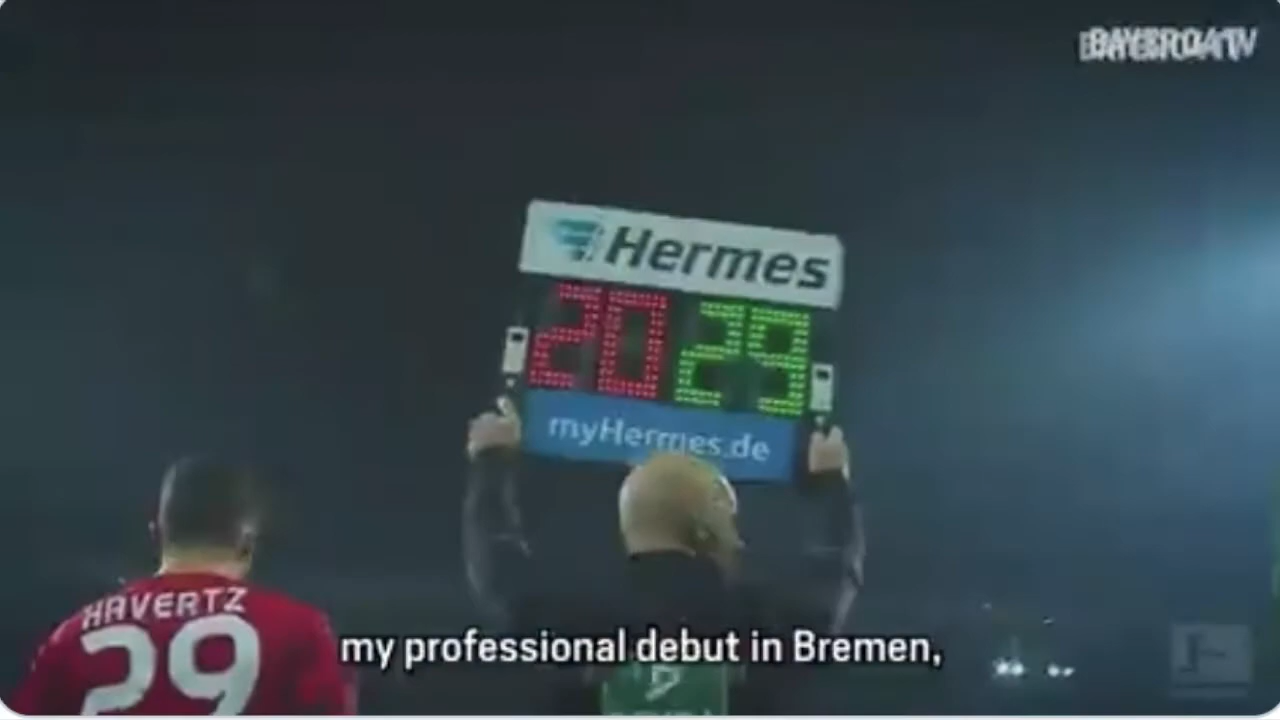 Hermes
20 29
myHermes.de
HAVERTZ
29
my professional debut in Bremen,